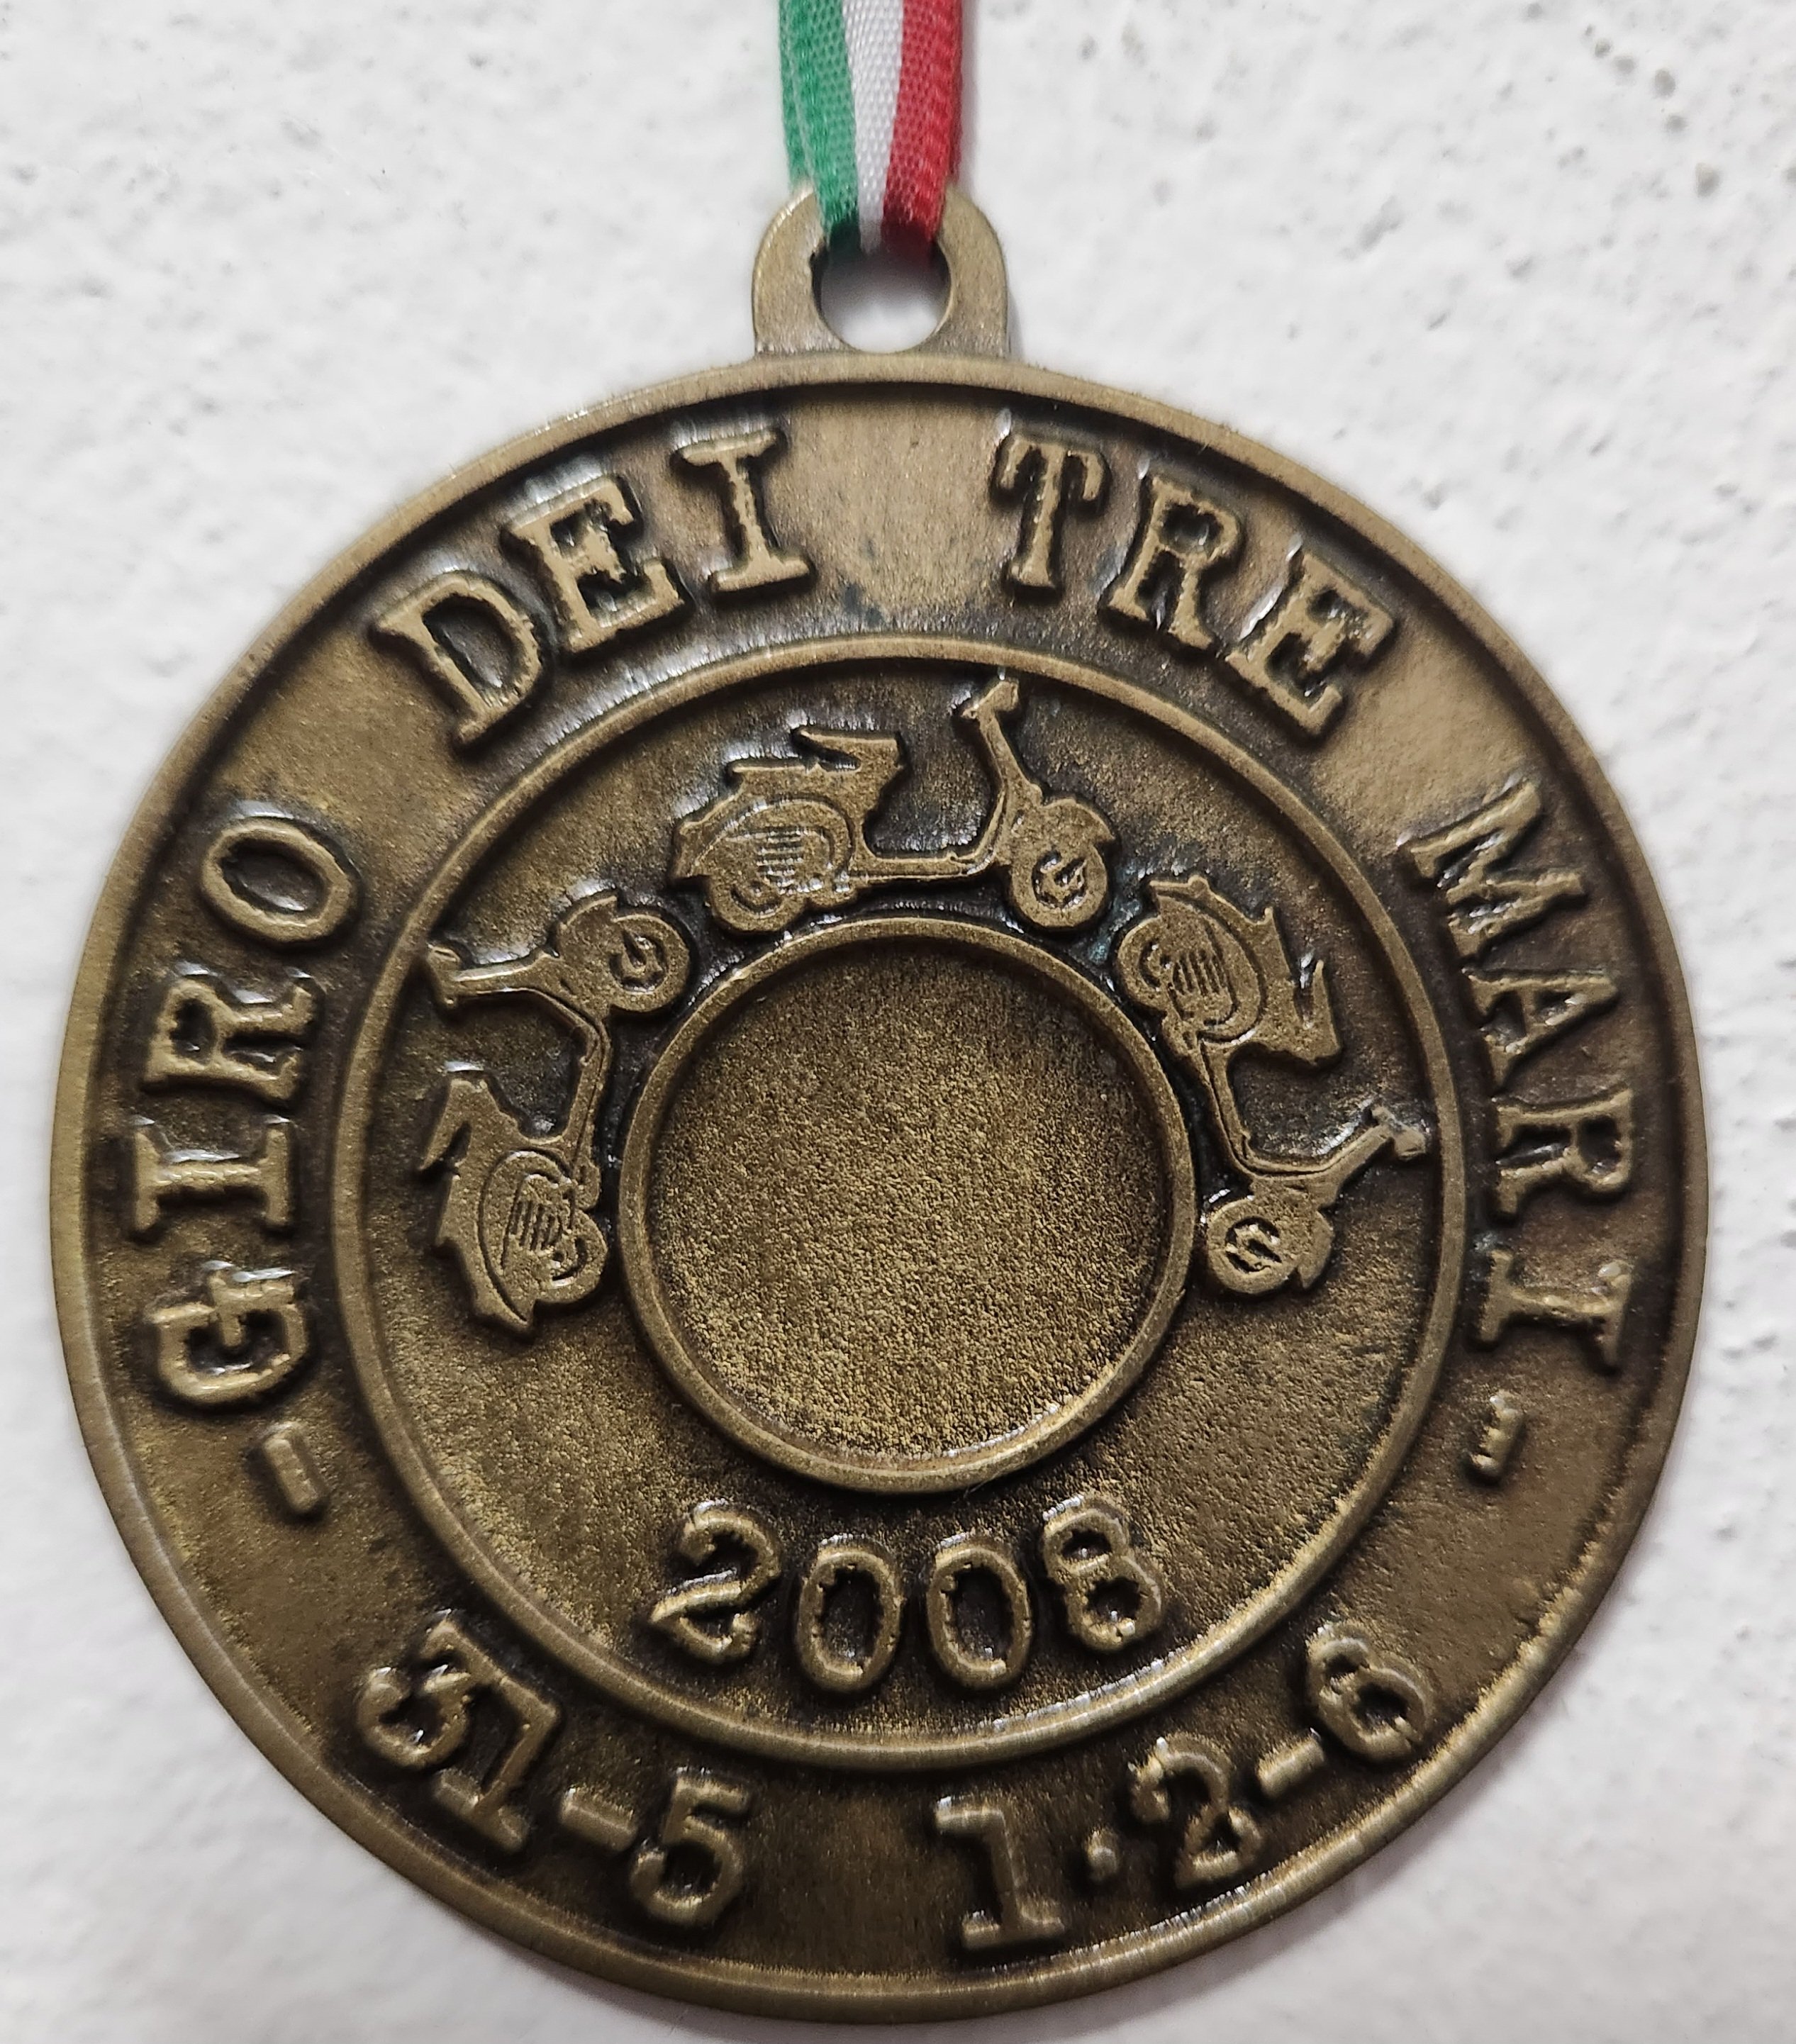 - GIRO DEI TRE MARI -
2008
31-5 1·2-6